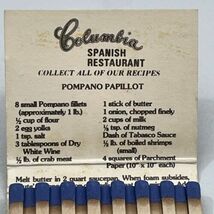 Columbia
SPANISH
RESTAURANT
COLLECT ALL OF OUR RECIPES
POMPANO PAPILLOT
8 small Pompano fillets
(approximately 1 lb.)
½ cup of flour
2 egg yolks
1 tsp. salt
3 tablespoons of Dry
White Wine
½ lb. of crab meat
1 stick of butter
1 onion, chopped finely
2 cups of milk
½ tsp. of nutmeg
Dash of Tabasco Sauce
½ lb. of boiled shrimps
(small)
4 squares of Parchment
Paper (10" x 10" each)
Melt butter in 2 quart saucepan. When foam subsides,